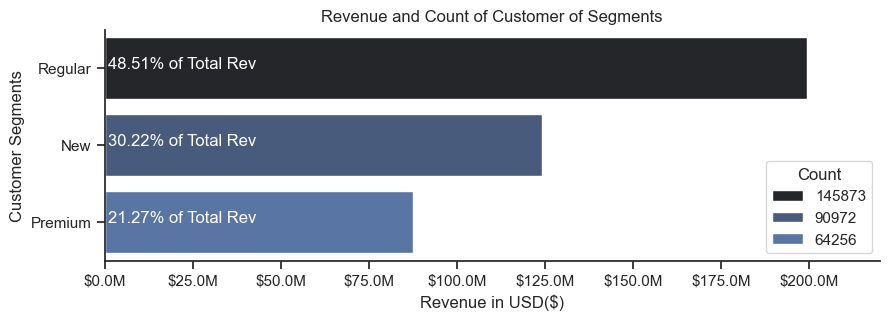 Revenue and Count of Customer of Segments
Customer Segments
Regular
48.51% of Total Rev
New
30.22% of Total Rev
Premium
21.27% of Total Rev
Count
145873
90972
64256
$0.0M $25.0M $50.0M $75.0M $100.0M $125.0M $150.0M $175.0M $200.0M
Revenue in USD($)